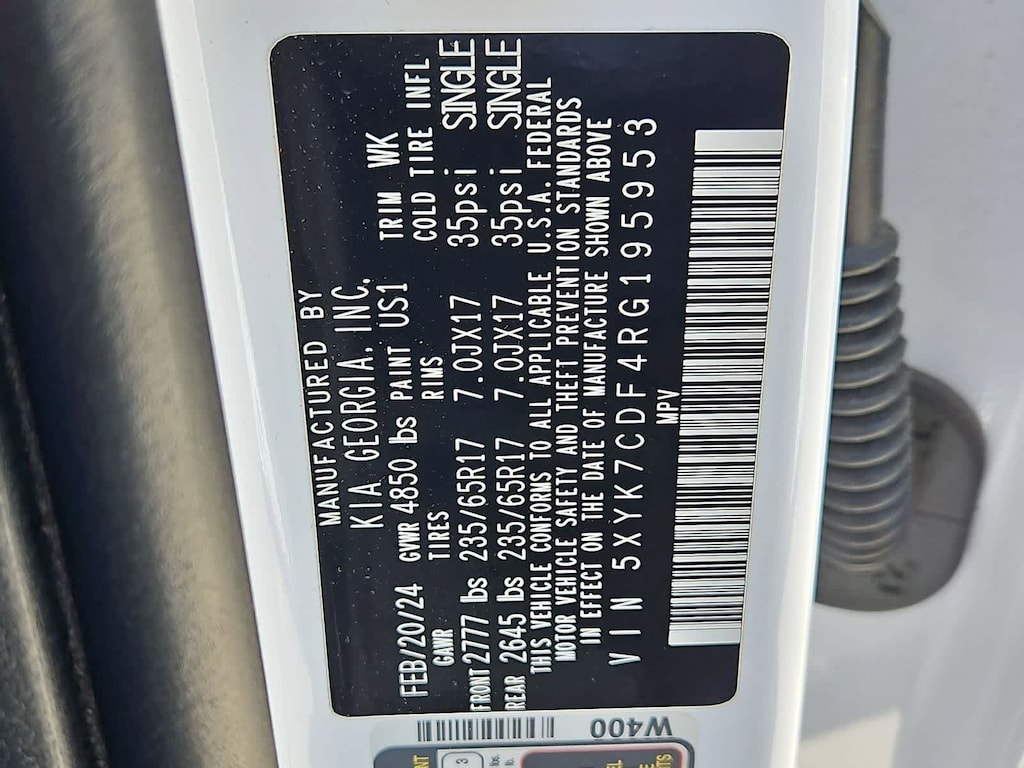 MANUFACTURED BY
KIA GEORGIA. INC.
FEB/20/24 GVWR 4850 lbs PAINT US1 TRIM WK
GAWR TIRES RIMS COLD TIRE INFL
FRONT 2777 lbs 235/65R17 7.0JX17 35psi SINGLE
REAR 2645 lbs 235/65R17 7.0JX17 35psi SINGLE
THIS VEHICLE CONFORMS TO ALL APPLICABLE U.S.A. FEDERAL
MOTOR VEHICLE SAFETY AND THEFT PREVENTION STANDARDS
IN EFFECT ON THE DATE OF MANUFACTURE SHOWN ABOVE
VIN 5XYK7CDF4RG195953
MPV
W400
3